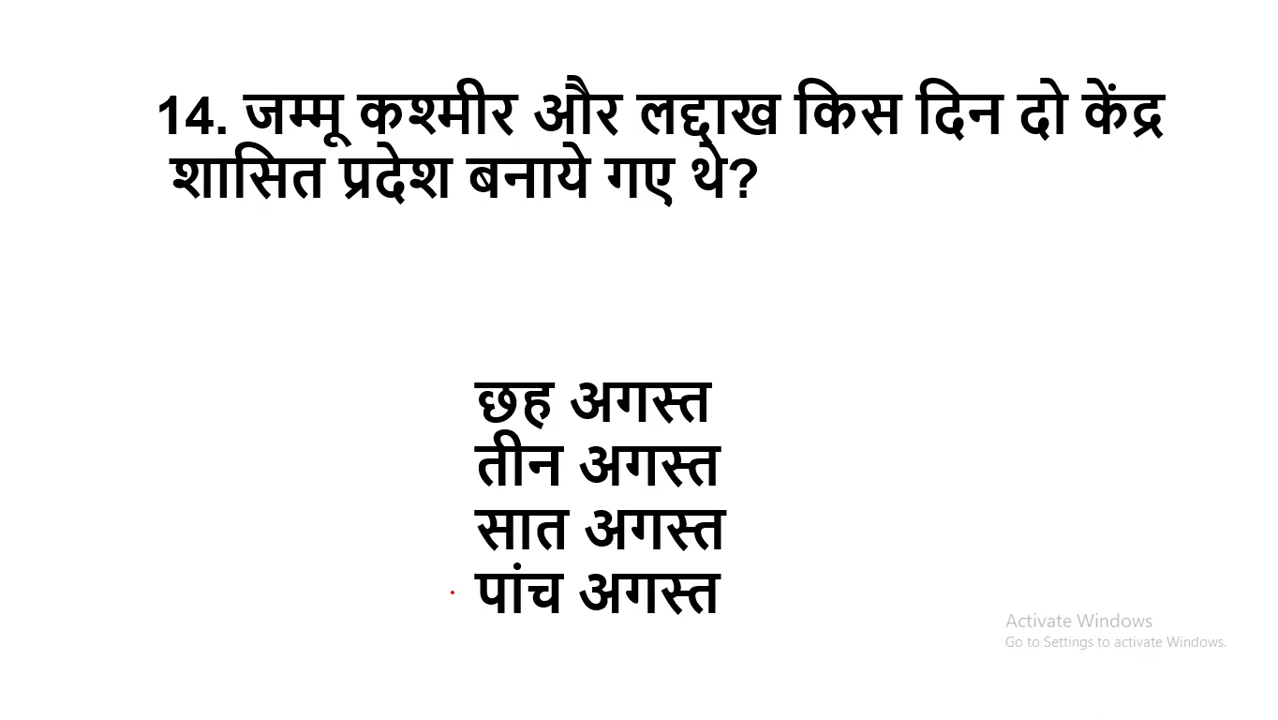 14. जम्मू कश्मीर और लद्दाख किस दिन दो केंद्र
शासित प्रदेश बनाये गए थे?
छह अगस्त
तीन अगस्त
सात अगस्त
पांच अगस्त
Activate Windows
Go to Settings to activate Windows.